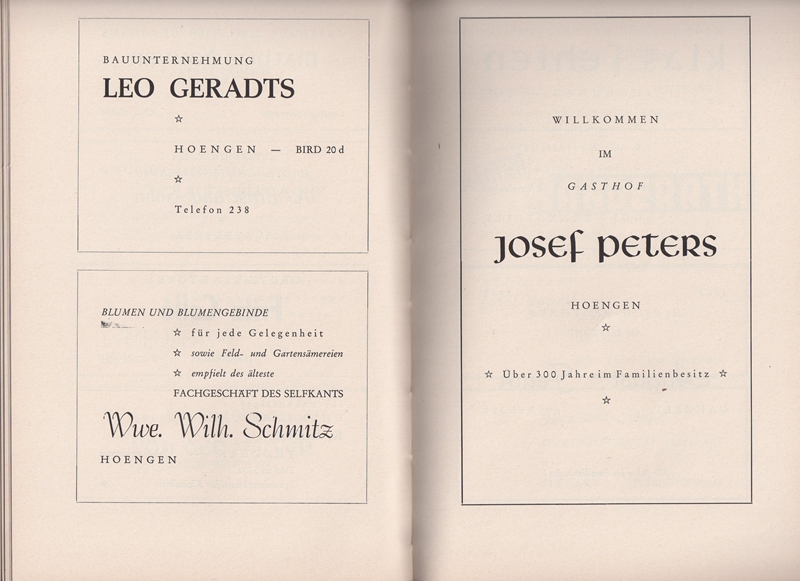 BAUUNTERNEHMUNG
LEO GERADTS
☆
HOENGEN — BIRD 20 d
☆
Telefon 238
BLUMEN UND BLUMENGEBINDE
☆ für jede Gelegenheit
☆ sowie Feld- und Gartensämereien
☆ empfielt des älteste
FACHGESCHÄFT DES SELFKANTS
Wwe. Wilh. Schmitz
HOENGEN
WILLKOMMEN
IM
GASTHOF
JOSEF PETERS
HOENGEN
☆
☆ Über 300 Jahre im Familienbesitz ☆
☆